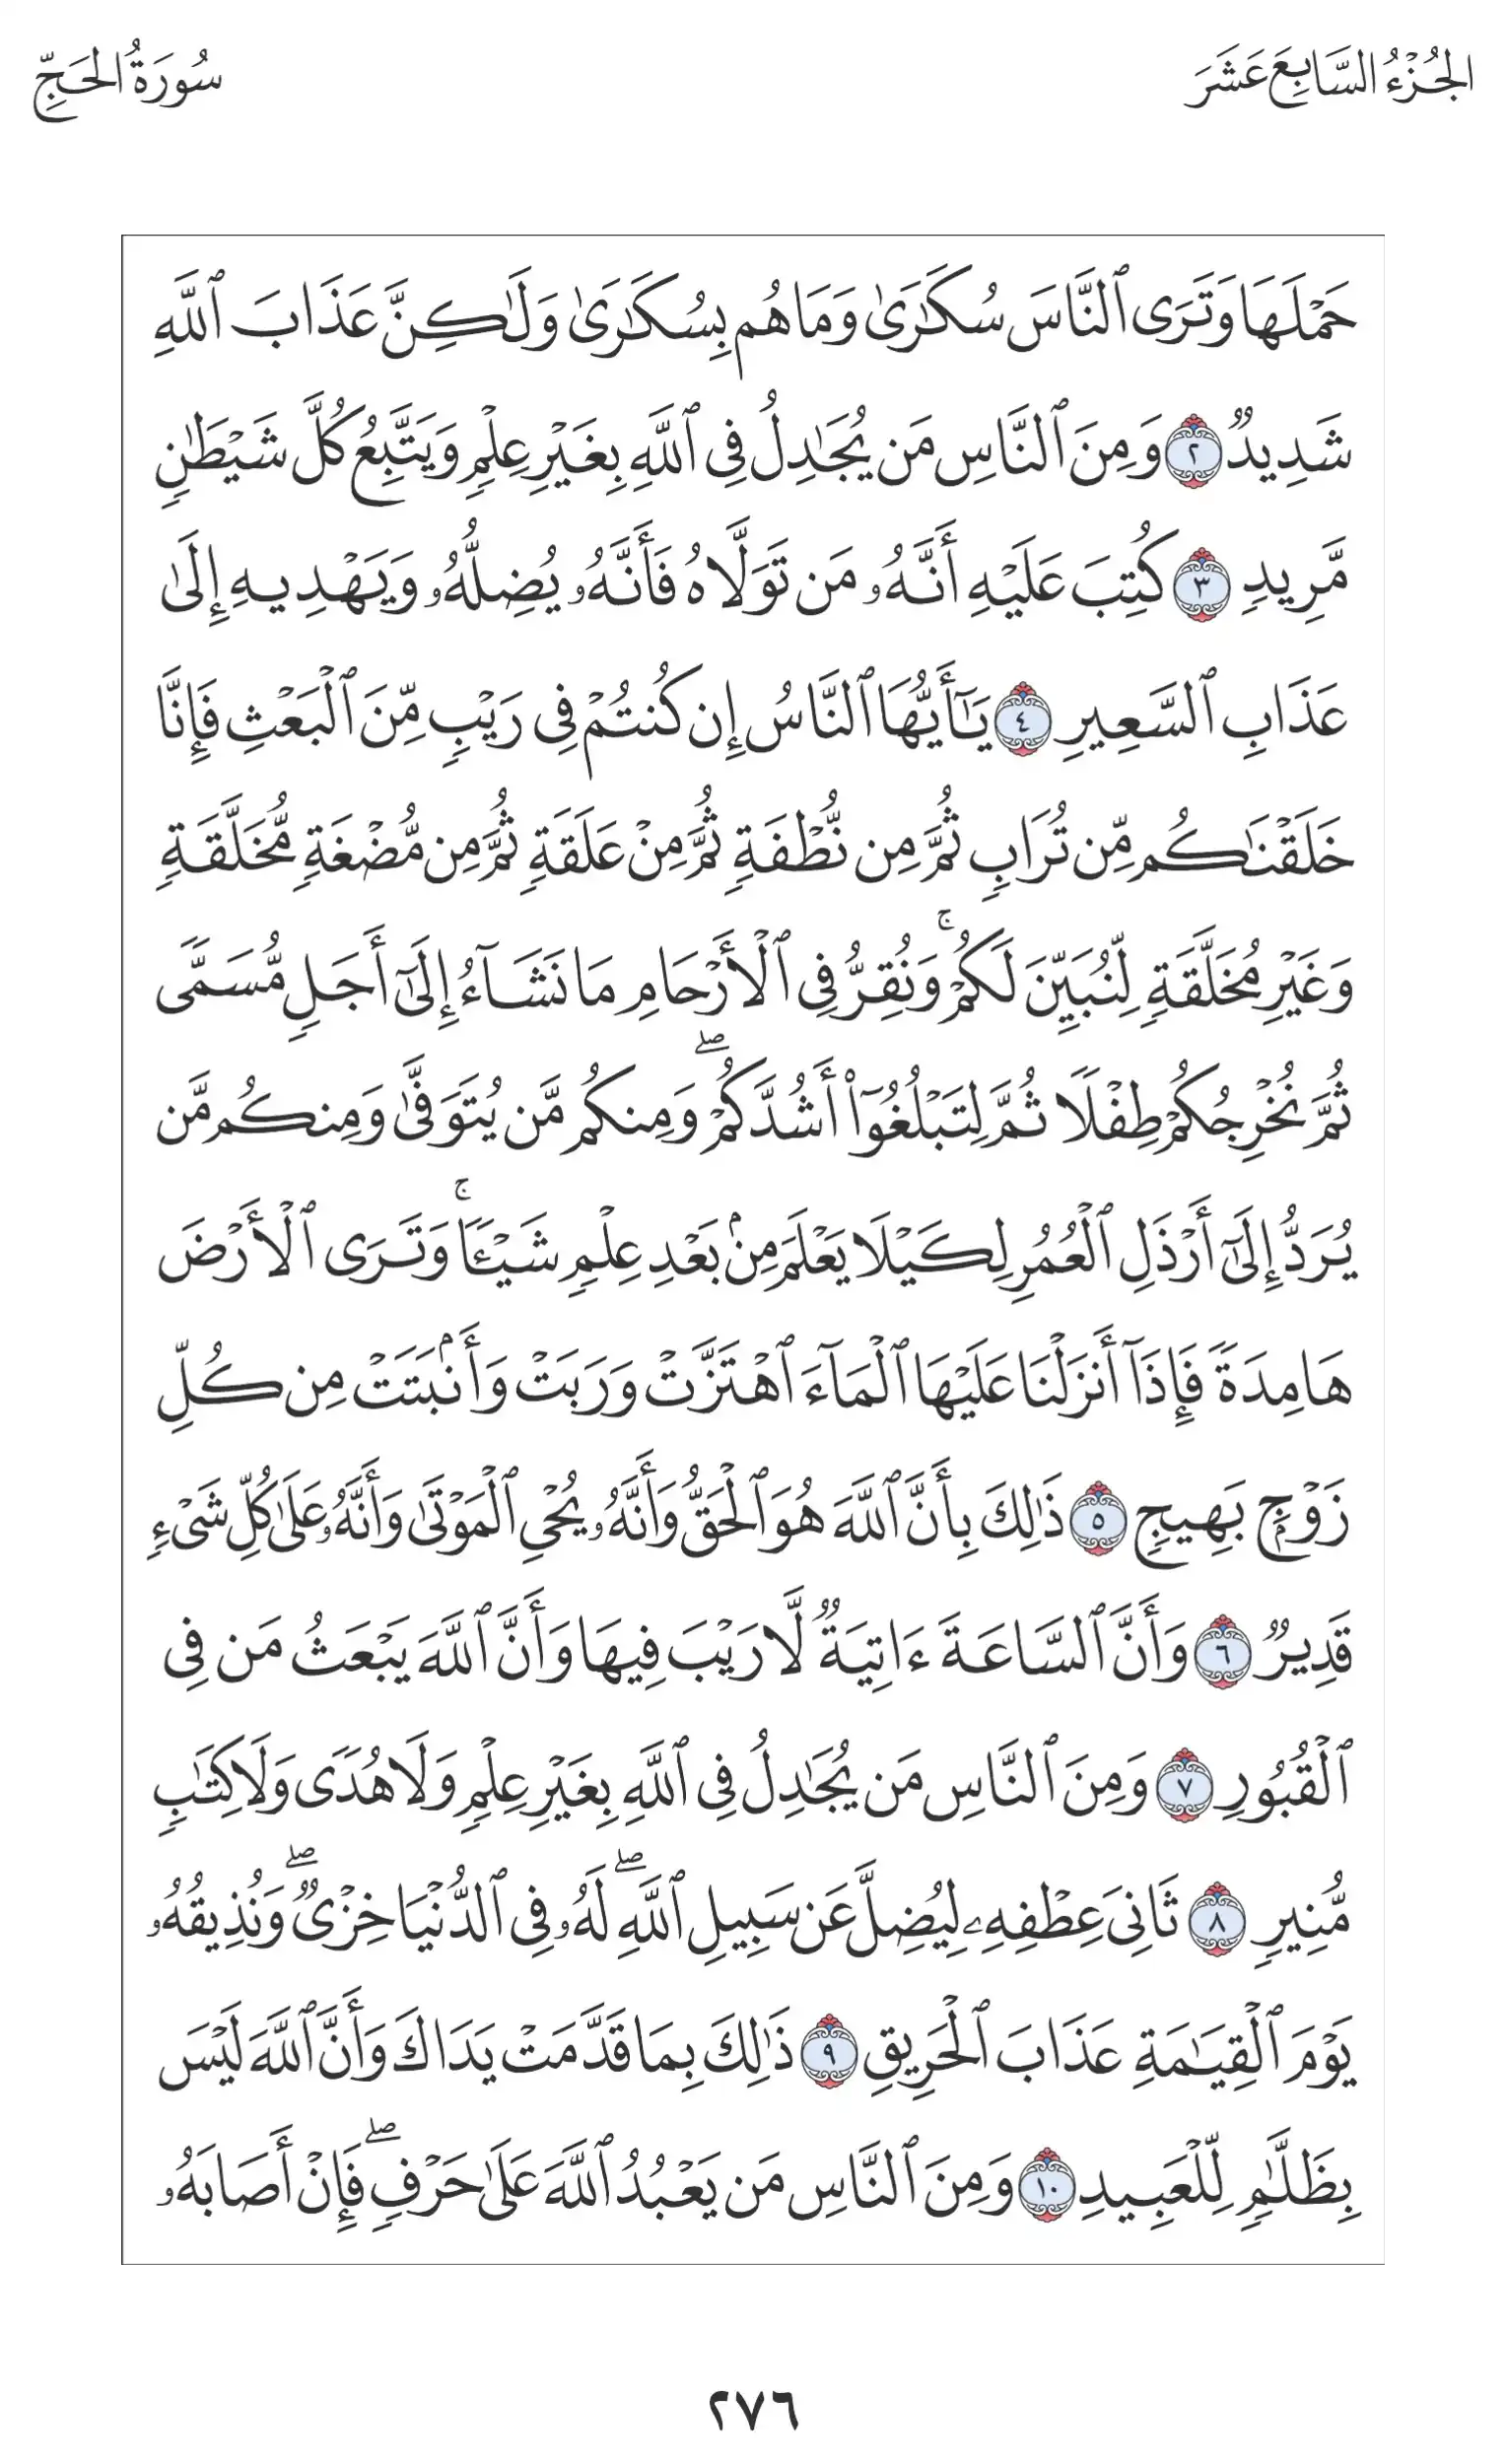 الجُزْءُ السَّابِعَ عَشَرَ
سُورَةُ الحَجِّ
حَمْلَهَا وَتَرَى ٱلنَّاسَ سُكَٰرَىٰ وَمَا هُم بِسُكَٰرَىٰ وَلَٰكِنَّ عَذَابَ ٱللَّهِ
شَدِيدٌ ٢ وَمِنَ ٱلنَّاسِ مَن يُجَٰدِلُ فِي ٱللَّهِ بِغَيْرِ عِلْمٍ وَيَتَّبِعُ كُلَّ شَيْطَٰنٍ
مَّرِيدٍ ٣ كُتِبَ عَلَيْهِ أَنَّهُۥ مَن تَوَلَّاهُ فَأَنَّهُۥ يُضِلُّهُۥ وَيَهْدِيهِ إِلَىٰ
عَذَابِ ٱلسَّعِيرِ ٤ يَٰٓأَيُّهَا ٱلنَّاسُ إِن كُنتُمْ فِي رَيْبٍ مِّنَ ٱلْبَعْثِ فَإِنَّا
خَلَقْنَٰكُم مِّن تُرَابٍ ثُمَّ مِن نُّطْفَةٍ ثُمَّ مِنْ عَلَقَةٍ ثُمَّ مِن مُّضْغَةٍ مُّخَلَّقَةٍ
وَغَيْرِ مُخَلَّقَةٍ لِّنُبَيِّنَ لَكُمْۚ وَنُقِرُّ فِي ٱلْأَرْحَامِ مَا نَشَآءُ إِلَىٰٓ أَجَلٍ مُّسَمًّى
ثُمَّ نُخْرِجُكُمْ طِفْلًا ثُمَّ لِتَبْلُغُوٓا۟ أَشُدَّكُمْۖ وَمِنكُم مَّن يُتَوَفَّىٰ وَمِنكُم مَّن
يُرَدُّ إِلَىٰٓ أَرْذَلِ ٱلْعُمُرِ لِكَيْلَا يَعْلَمَ مِنۢ بَعْدِ عِلْمٍ شَيْـًٔاۚ وَتَرَى ٱلْأَرْضَ
هَامِدَةً فَإِذَآ أَنزَلْنَا عَلَيْهَا ٱلْمَآءَ ٱهْتَزَّتْ وَرَبَتْ وَأَنۢبَتَتْ مِن كُلِّ
زَوْجٍۭ بَهِيجٍ ٥ ذَٰلِكَ بِأَنَّ ٱللَّهَ هُوَ ٱلْحَقُّ وَأَنَّهُۥ يُحْيِ ٱلْمَوْتَىٰ وَأَنَّهُۥ عَلَىٰ كُلِّ شَيْءٍ
قَدِيرٌ ٦ وَأَنَّ ٱلسَّاعَةَ ءَاتِيَةٌ لَّا رَيْبَ فِيهَا وَأَنَّ ٱللَّهَ يَبْعَثُ مَن فِي
ٱلْقُبُورِ ٧ وَمِنَ ٱلنَّاسِ مَن يُجَٰدِلُ فِي ٱللَّهِ بِغَيْرِ عِلْمٍ وَلَا هُدًى وَلَا كِتَٰبٍ
مُّنِيرٍ ٨ ثَانِيَ عِطْفِهِۦ لِيُضِلَّ عَن سَبِيلِ ٱللَّهِۖ لَهُۥ فِي ٱلدُّنْيَا خِزْيٌۖ وَنُذِيقُهُۥ
يَوْمَ ٱلْقِيَٰمَةِ عَذَابَ ٱلْحَرِيقِ ٩ ذَٰلِكَ بِمَا قَدَّمَتْ يَدَاكَ وَأَنَّ ٱللَّهَ لَيْسَ
بِظَلَّٰمٍ لِّلْعَبِيدِ ١٠ وَمِنَ ٱلنَّاسِ مَن يَعْبُدُ ٱللَّهَ عَلَىٰ حَرْفٍۖ فَإِنْ أَصَابَهُۥ
٢٧٦